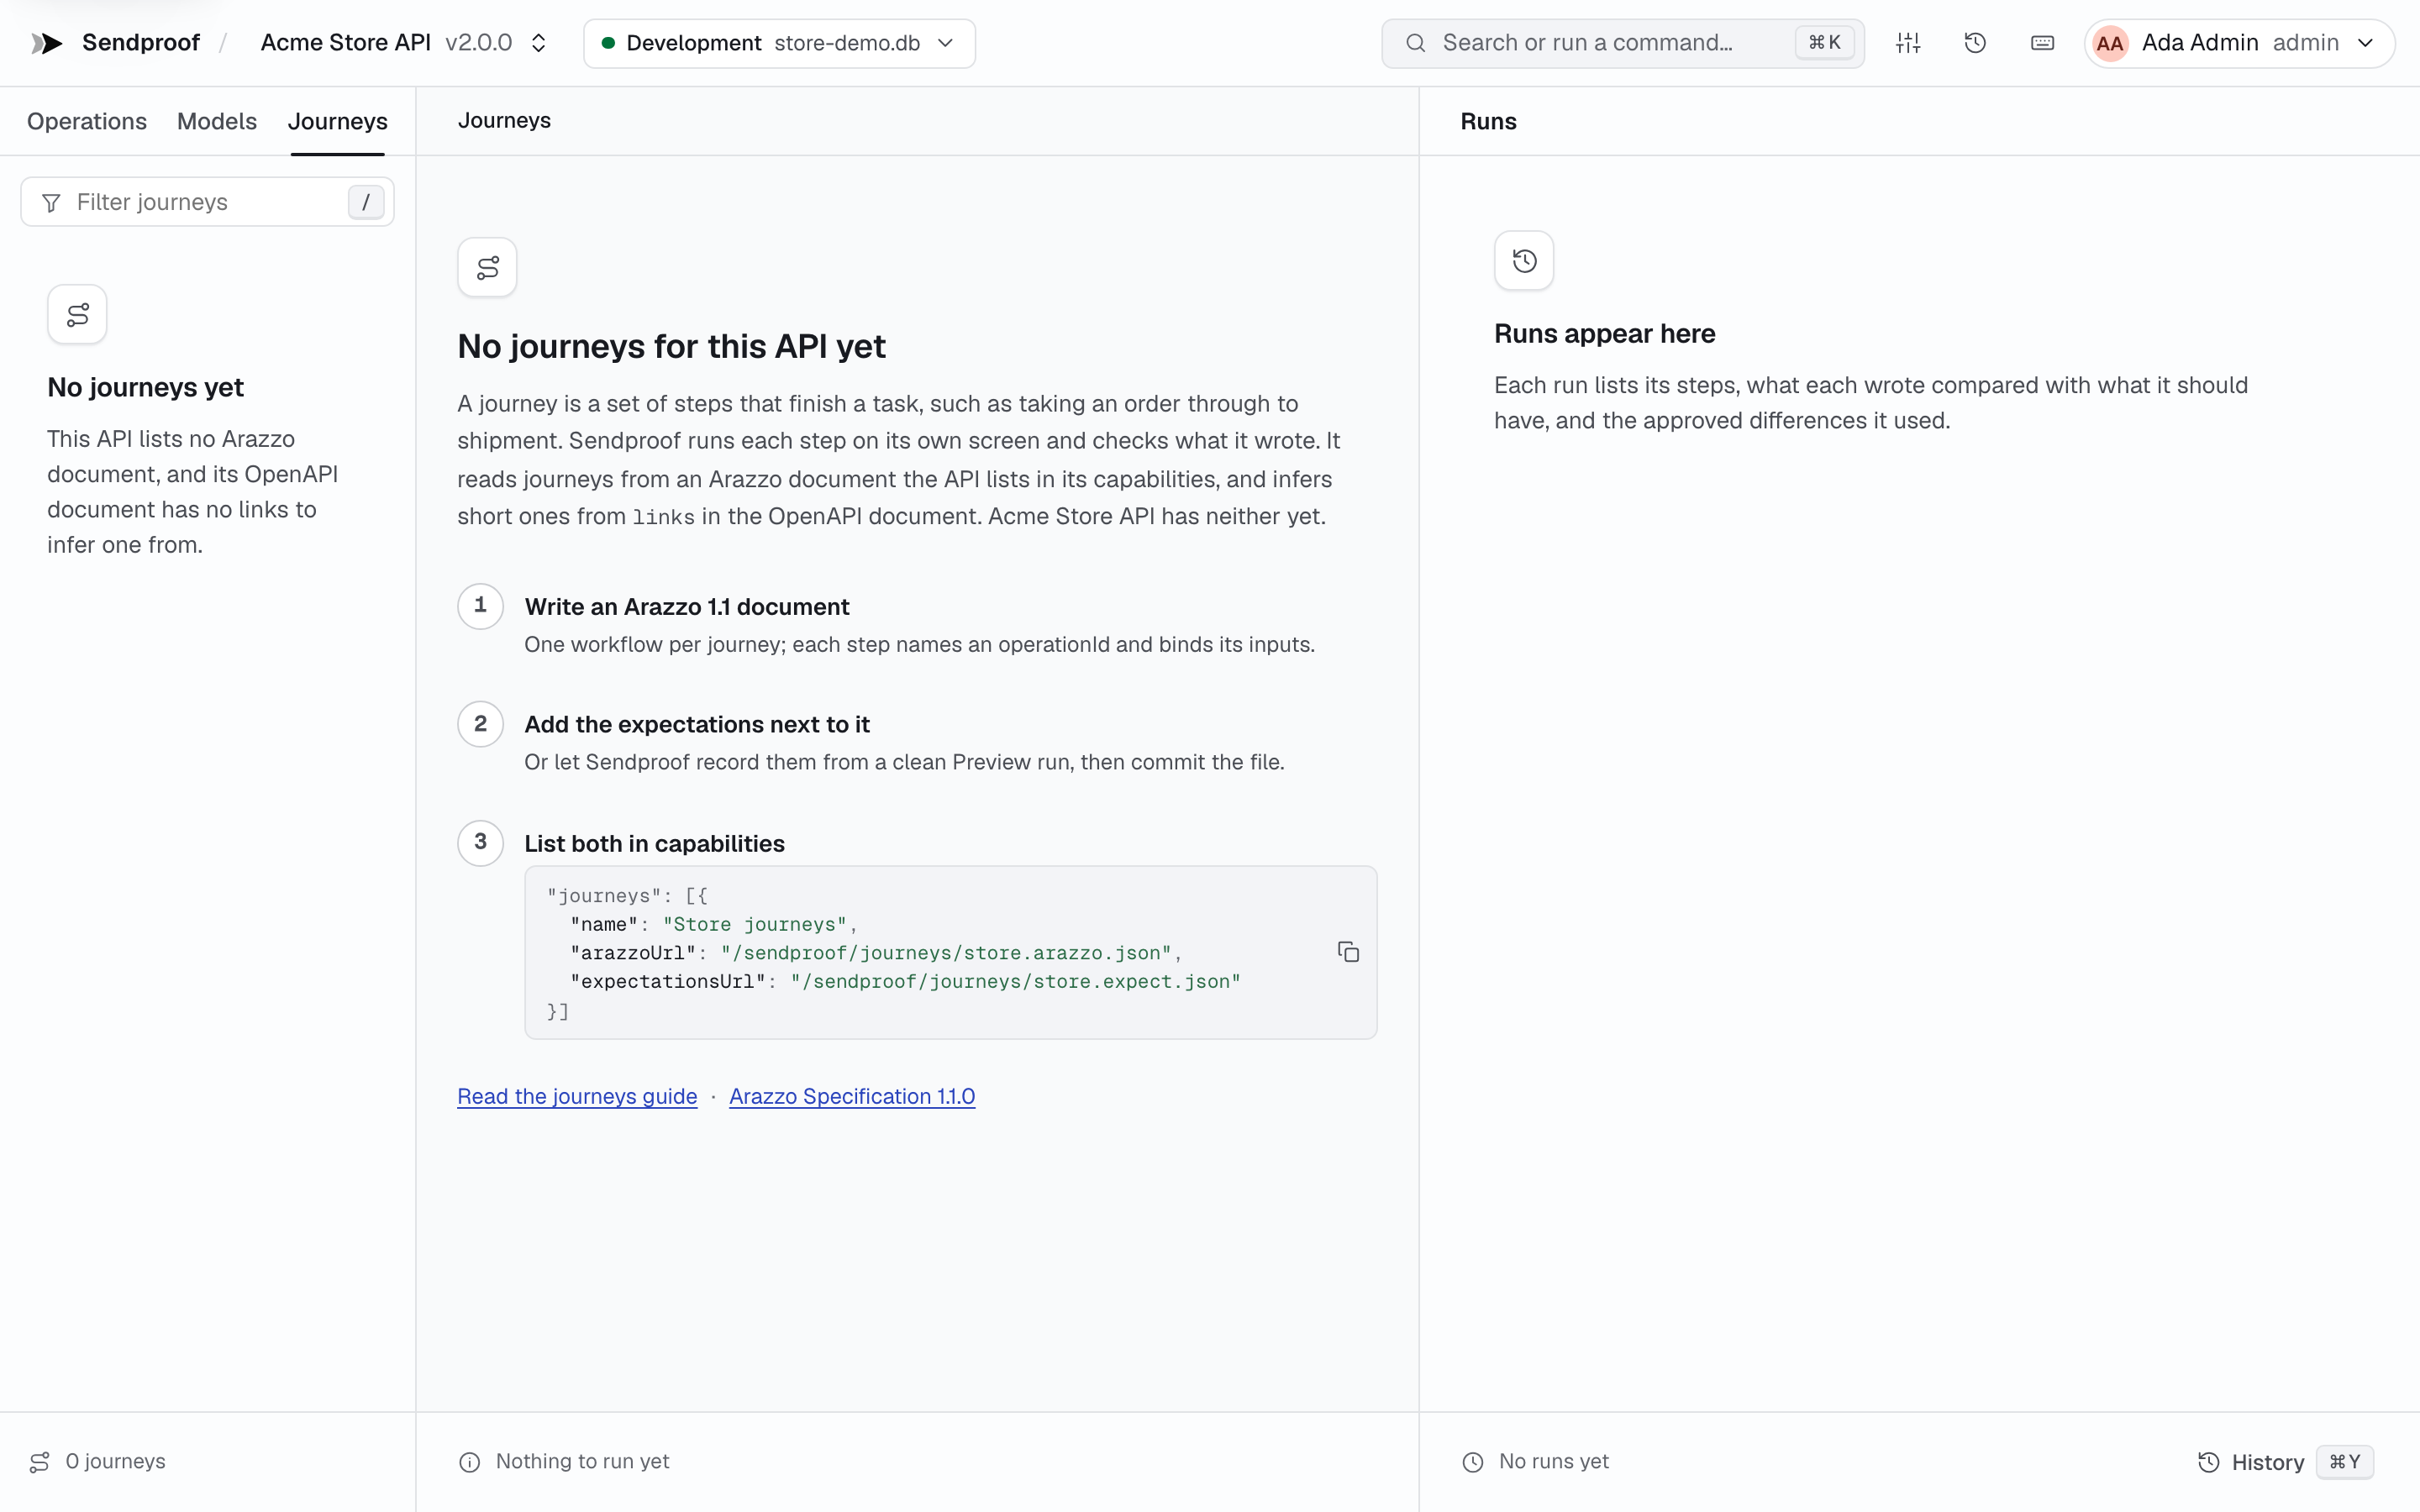 Sendproof / Acme Store API v2.0.0
Development store-demo.db
Search or run a command… ⌘K
AA Ada Admin admin
Operations Models Journeys
Filter journeys /
No journeys yet
This API lists no Arazzo
document, and its OpenAPI
document has no links to
infer one from.
0 journeys
Journeys
No journeys for this API yet
A journey is a set of steps that finish a task, such as taking an order through to
shipment. Sendproof runs each step on its own screen and checks what it wrote. It
reads journeys from an Arazzo document the API lists in its capabilities, and infers
short ones from links in the OpenAPI document. Acme Store API has neither yet.
1 Write an Arazzo 1.1 document
One workflow per journey; each step names an operationId and binds its inputs.
2 Add the expectations next to it
Or let Sendproof record them from a clean Preview run, then commit the file.
3 List both in capabilities
"journeys": [{
"name": "Store journeys",
"arazzoUrl": "/sendproof/journeys/store.arazzo.json",
"expectationsUrl": "/sendproof/journeys/store.expect.json"
}]
Read the journeys guide · Arazzo Specification 1.1.0
Nothing to run yet
Runs
Runs appear here
Each run lists its steps, what each wrote compared with what it should
have, and the approved differences it used.
No runs yet
History ⌘Y